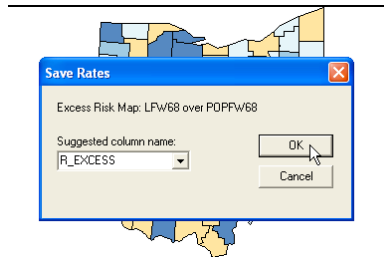 Save Rates
Excess Risk Map: LFW68 over POPFW68
Suggested column name:
R_EXCESS
OK
Cancel